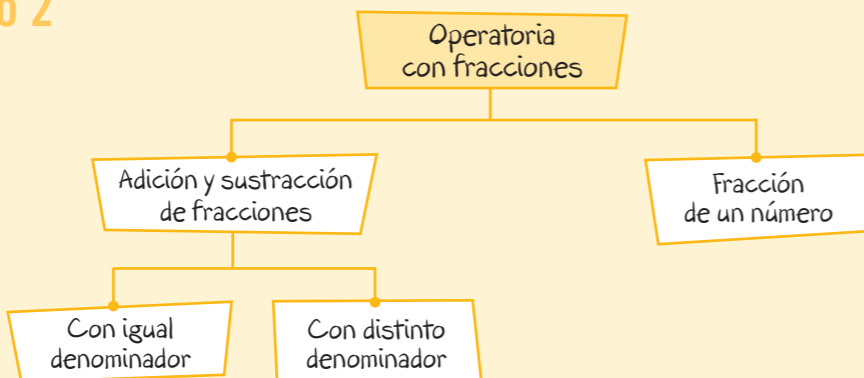 Operatoria
con fracciones
Adición y sustracción
de fracciones
Fracción
de un número
Con igual
denominador
Con distinto
denominador